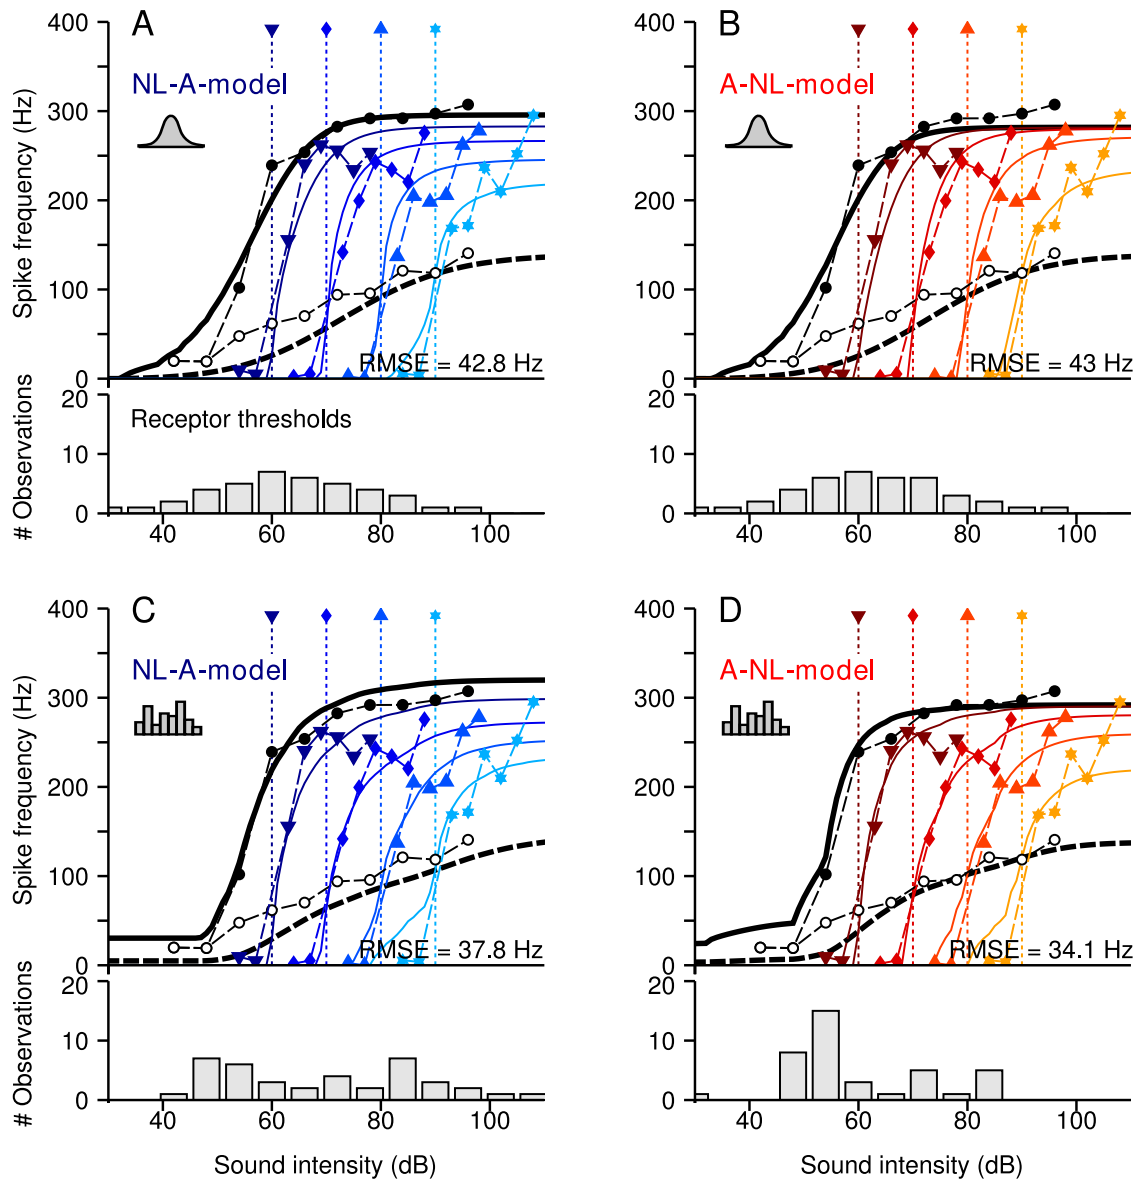 A
B
400
300
200
100
0
Spike frequency (Hz)
NL-A-model
RMSE = 42.8 Hz
400
300
200
100
0
A-NL-model
RMSE = 43 Hz
20
10
0
# Observations
Receptor thresholds
40 60 80 100
20
10
0
40 60 80 100
C
D
400
300
200
100
0
Spike frequency (Hz)
NL-A-model
RMSE = 37.8 Hz
400
300
200
100
0
A-NL-model
RMSE = 34.1 Hz
20
10
0
# Observations
40 60 80 100
Sound intensity (dB)
20
10
0
40 60 80 100
Sound intensity (dB)